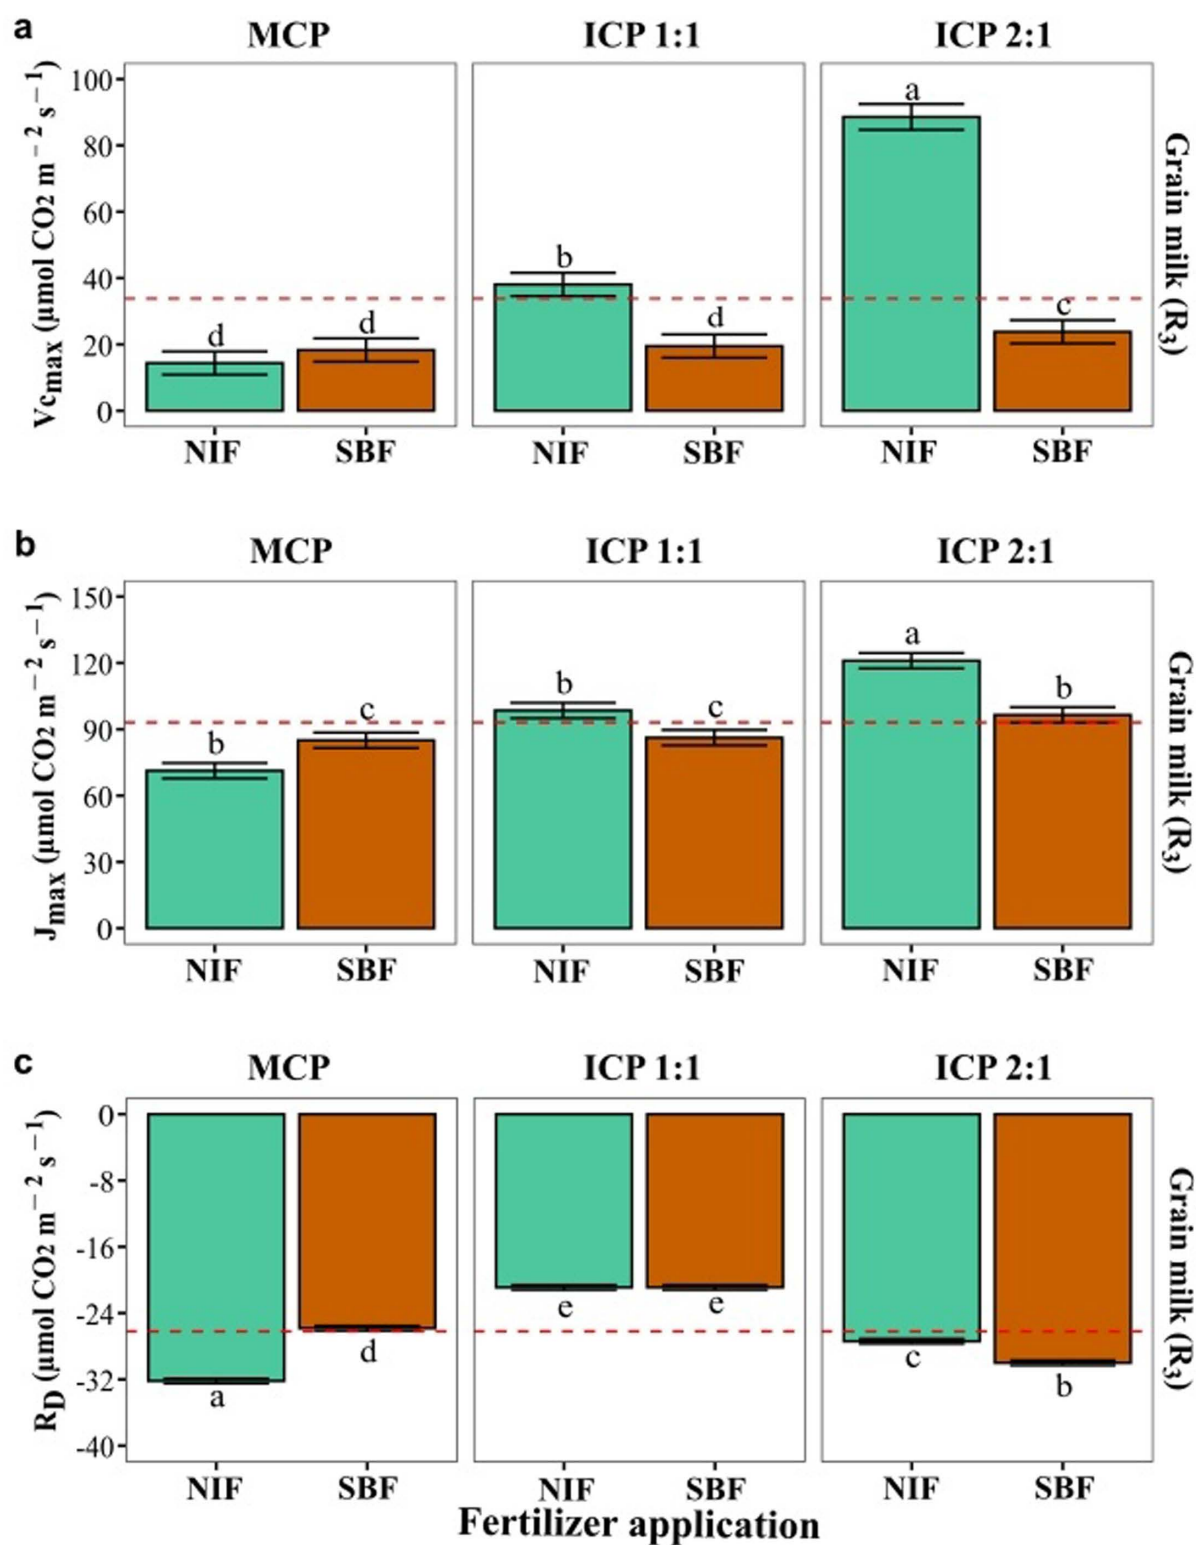 a
MCP ICP 1:1 ICP 2:1
Vcmax (µmol CO2 m−2 s−1)
100
80
60
40
20
0
d d b d a c
Grain milk (R3)
NIF SBF NIF SBF NIF SBF
b
MCP ICP 1:1 ICP 2:1
Jmax (µmol CO2 m−2 s−1)
150
120
90
60
30
0
b c b c a b
Grain milk (R3)
NIF SBF NIF SBF NIF SBF
c
MCP ICP 1:1 ICP 2:1
RD (µmol CO2 m−2 s−1)
0
-8
-16
-24
-32
-40
a d e e c b
Grain milk (R3)
NIF SBF NIF SBF NIF SBF
Fertilizer application